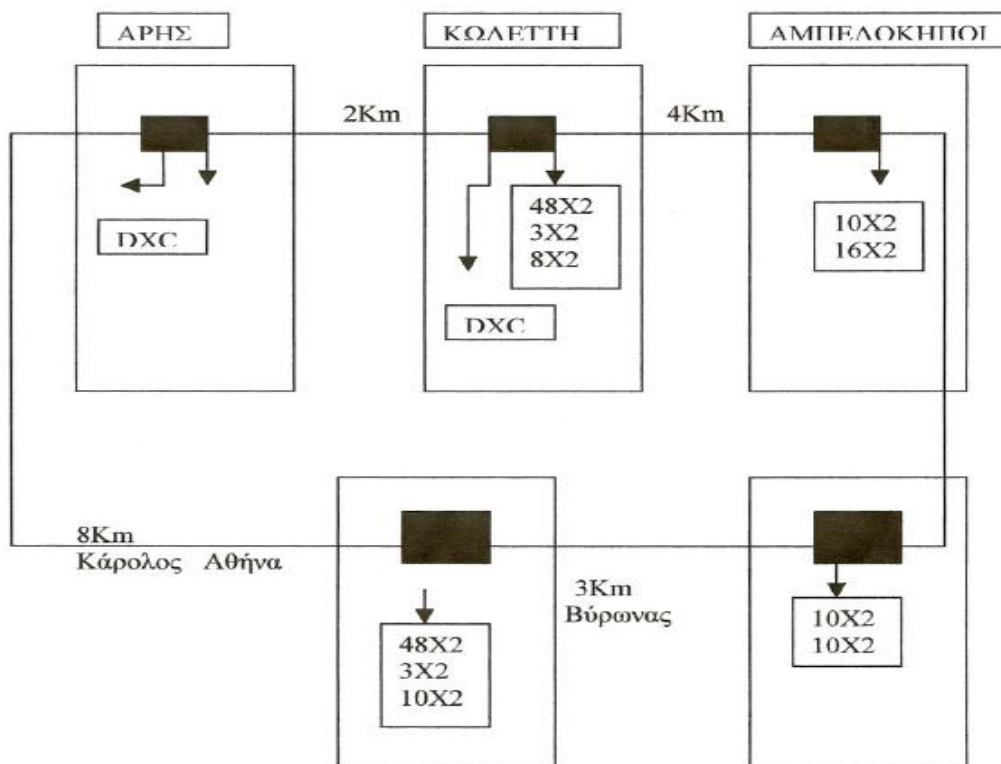 ΑΡΗΣ
ΚΩΛΕΤΤΗ
ΑΜΠΕΛΟΚΗΠΟΙ
2Km
4Km
DXC
48X2
3X2
8X2
10X2
16X2
DXC
8Km
Κάρολος Αθήνα
3Km
Βύρωνας
48X2
3X2
10X2
10X2
10X2